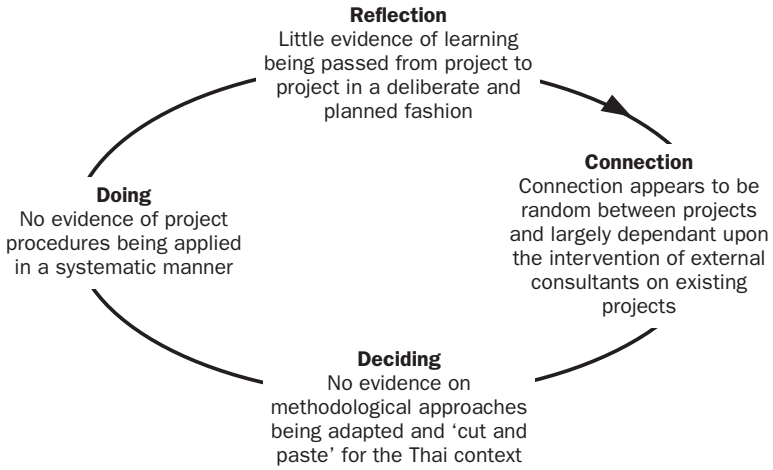 Reflection
Little evidence of learning
being passed from project to
project in a deliberate and
planned fashion
Connection
Connection appears to be
random between projects
and largely dependant upon
the intervention of external
consultants on existing
projects
Deciding
No evidence on
methodological approaches
being adapted and ‘cut and
paste’ for the Thai context
Doing
No evidence of project
procedures being applied
in a systematic manner